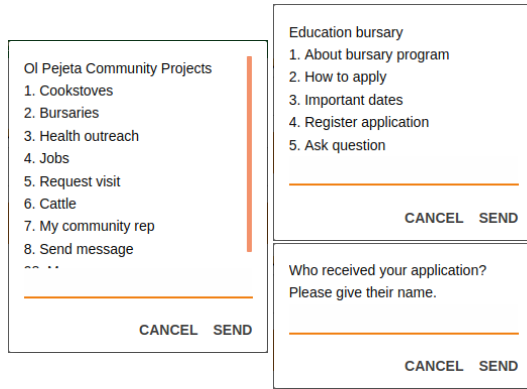 Ol Pejeta Community Projects
1. Cookstoves
2. Bursaries
3. Health outreach
4. Jobs
5. Request visit
6. Cattle
7. My community rep
8. Send message
CANCEL SEND
Education bursary
1. About bursary program
2. How to apply
3. Important dates
4. Register application
5. Ask question
CANCEL SEND
Who received your application?
Please give their name.
CANCEL SEND